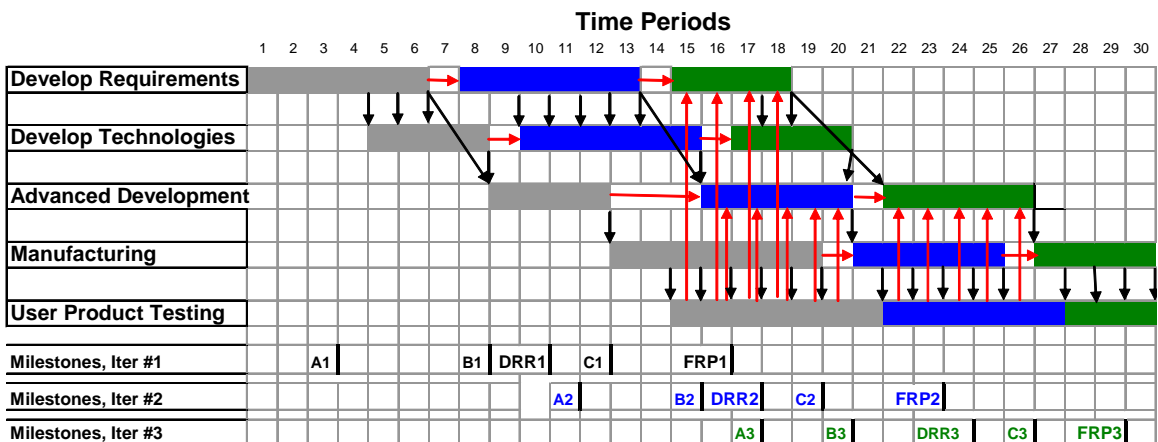 Time Periods
1 2 3 4 5 6 7 8 9 10 11 12 13 14 15 16 17 18 19 20 21 22 23 24 25 26 27 28 29 30
Develop Requirements
Develop Technologies
Advanced Development
Manufacturing
User Product Testing
Milestones, Iter #1 A1 B1 DRR1 C1 FRP1
Milestones, Iter #2 A2 B2 DRR2 C2 FRP2
Milestones, Iter #3 A3 B3 DRR3 C3 FRP3